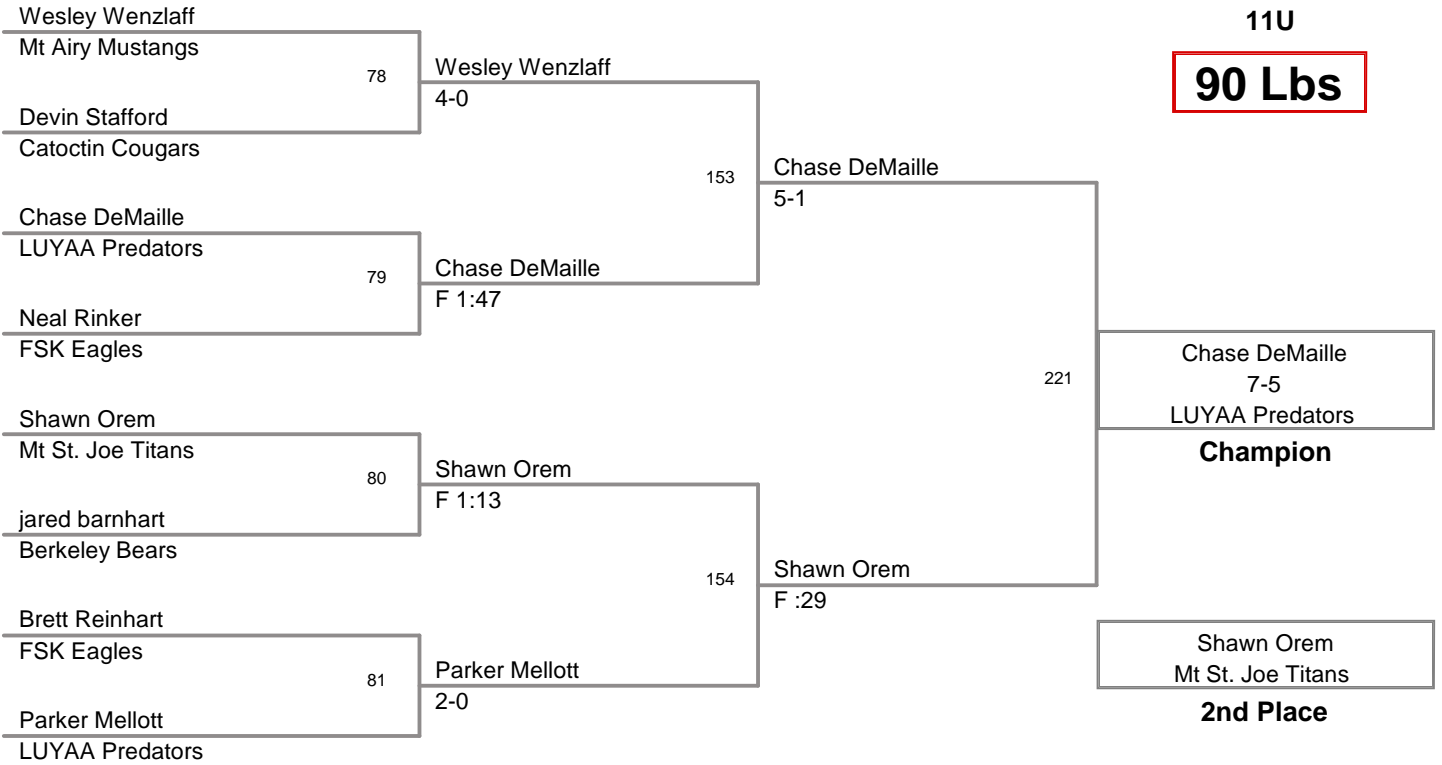 Wesley Wenzlaff
Mt Airy Mustangs
78
Devin Stafford
Catoctin Cougars
Chase DeMaille
LUYAA Predators
79
Neal Rinker
FSK Eagles
Shawn Orem
Mt St. Joe Titans
80
jared barnhart
Berkeley Bears
Brett Reinhart
FSK Eagles
81
Parker Mellott
LUYAA Predators
Wesley Wenzlaff
4-0
153
Chase DeMaille
F 1:47
Shawn Orem
F 1:13
154
Parker Mellott
2-0
Chase DeMaille
5-1
221
Shawn Orem
F :29
11U
90 Lbs
Chase DeMaille
7-5
LUYAA Predators
Champion
Shawn Orem
Mt St. Joe Titans
2nd Place